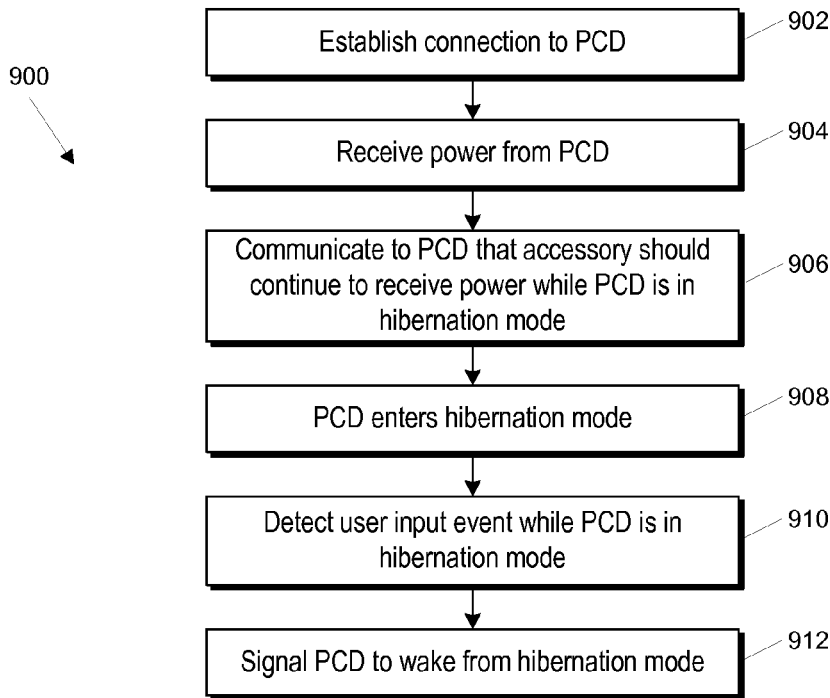 900
Establish connection to PCD
902
Receive power from PCD
904
Communicate to PCD that accessory should
continue to receive power while PCD is in
hibernation mode
906
PCD enters hibernation mode
908
Detect user input event while PCD is in
hibernation mode
910
Signal PCD to wake from hibernation mode
912